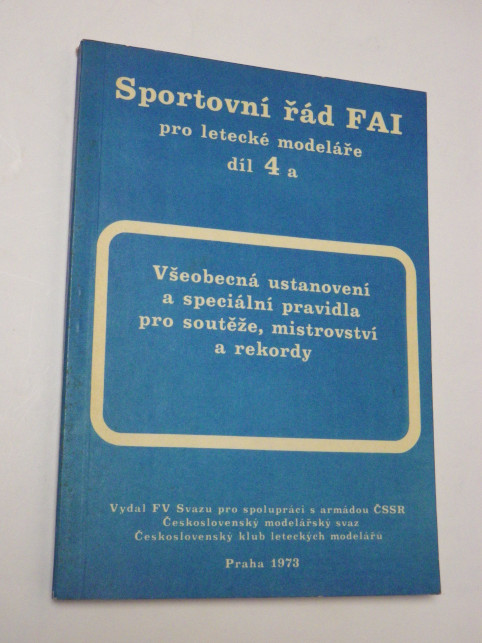 Sportovní řád FAI
pro letecké modeláře
díl 4 a
Všeobecná ustanovení
a speciální pravidla
pro soutěže, mistrovství
a rekordy
Vydal FV Svazu pro spolupráci s armádou ČSSR
Československý modelářský svaz
Československý klub leteckých modelářů
Praha 1973